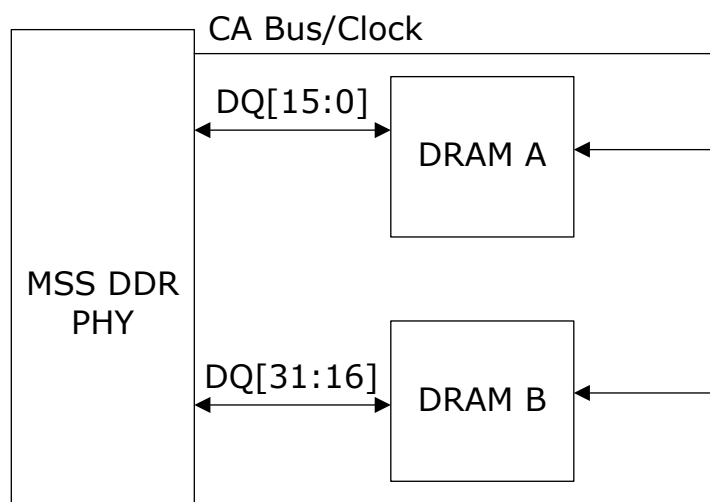 CA Bus/Clock
DQ[15:0]
DRAM A
MSS DDR
PHY
DQ[31:16]
DRAM B